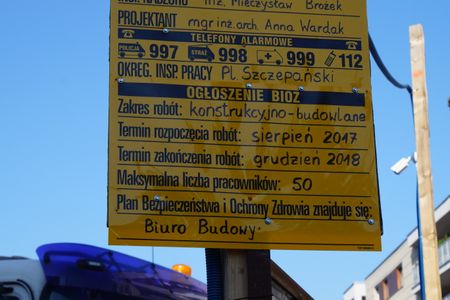 inż. Mieczysław Brożek
PROJEKTANT mgr inż. arch. Anna Wardak
TELEFONY ALARMOWE
POLICJA 997 STRAŻ 998 999 112
OKRĘG. INSP. PRACY Pl. Szczepański
OGŁOSZENIE BIOZ
Zakres robót: konstrukcyjno-budowlane
Termin rozpoczęcia robót: sierpień 2017
Termin zakończenia robót: grudzień 2018
Maksymalna liczba pracowników: 50
Plan Bezpieczeństwa i Ochrony Zdrowia znajduje się:
Biuro Budowy